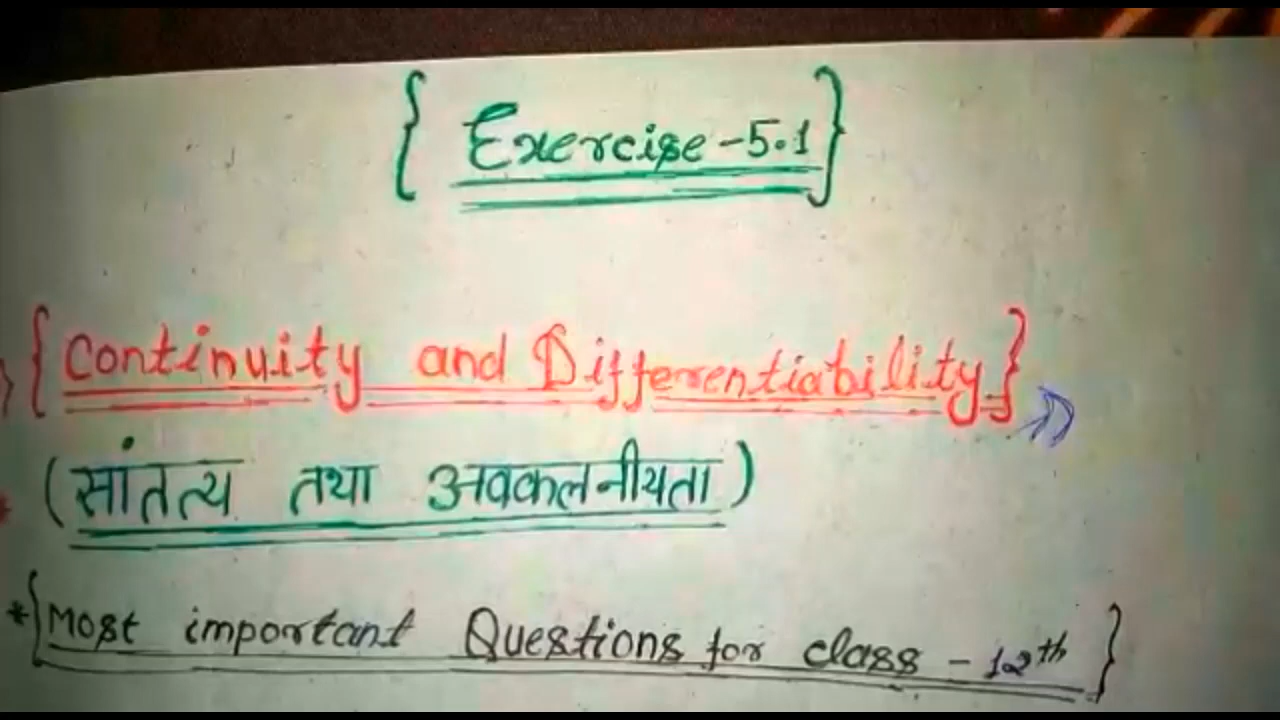 { Exercise-5.1 }
{ Continuity and Differentiability }
( सांतत्य तथा अवकलनीयता )
* { Most important Questions for class - 12th }